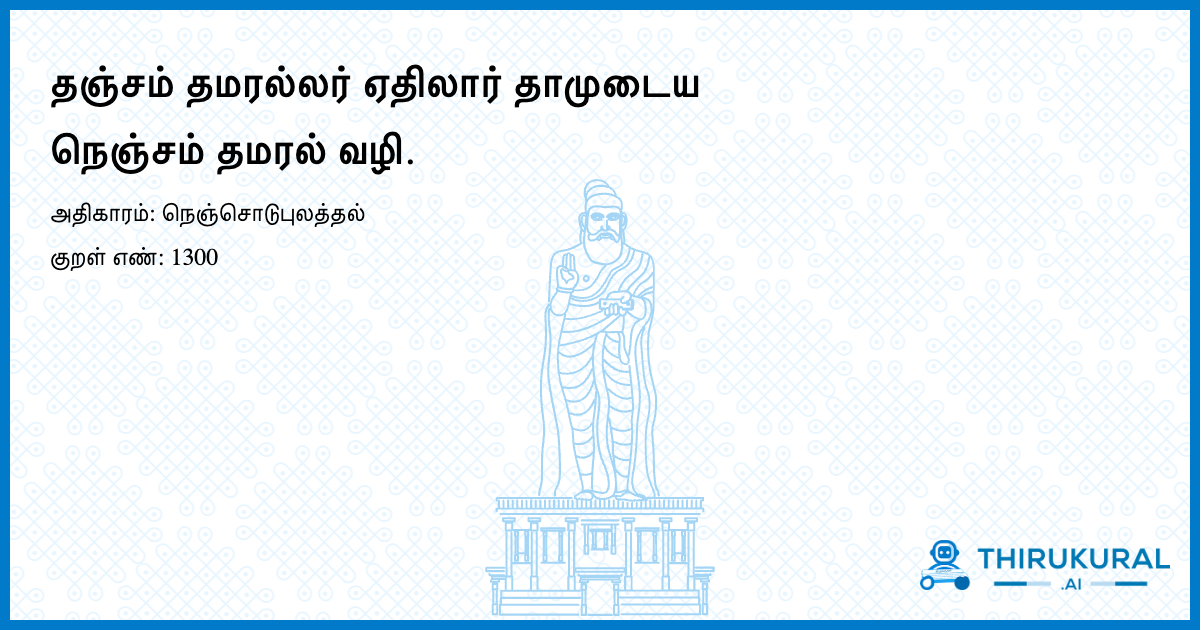 தஞ்சம் தமரல்லர் ஏதிலார் தாமுடைய
நெஞ்சம் தமரல் வழி.
அதிகாரம்: நெஞ்சொடுபுலத்தல்
குறள் எண்: 1300
THIRUKURAL
.AI